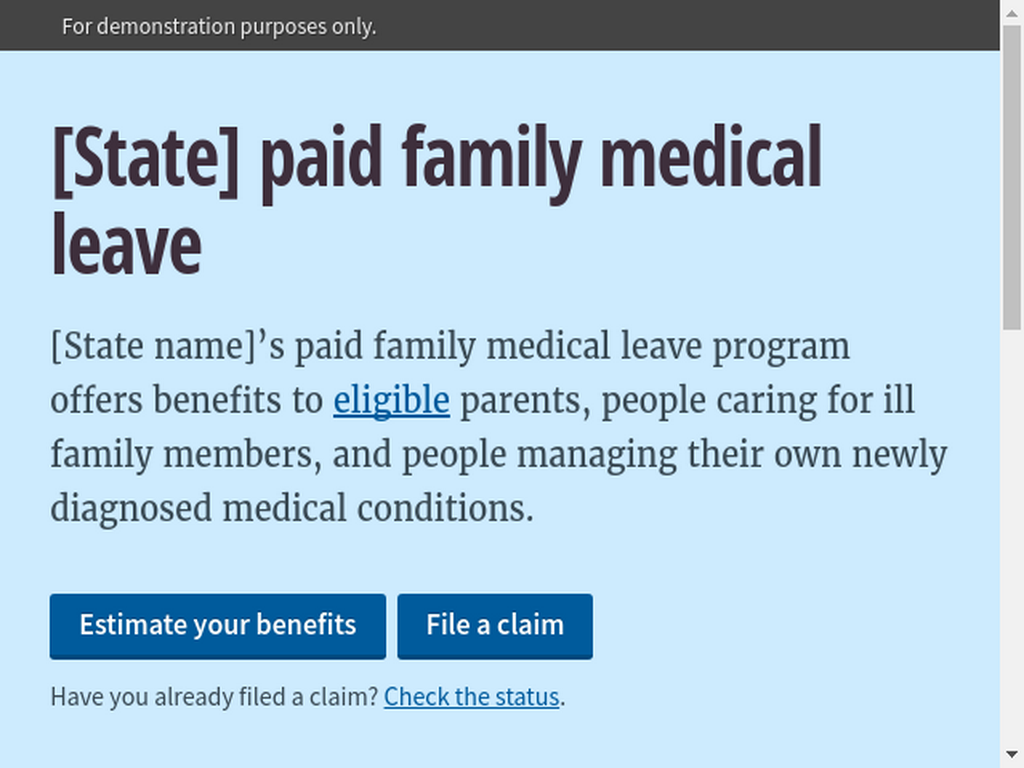 For demonstration purposes only.
[State] paid family medical
leave
[State name]’s paid family medical leave program
offers benefits to eligible parents, people caring for ill
family members, and people managing their own newly
diagnosed medical conditions.
Estimate your benefits
File a claim
Have you already filed a claim? Check the status.